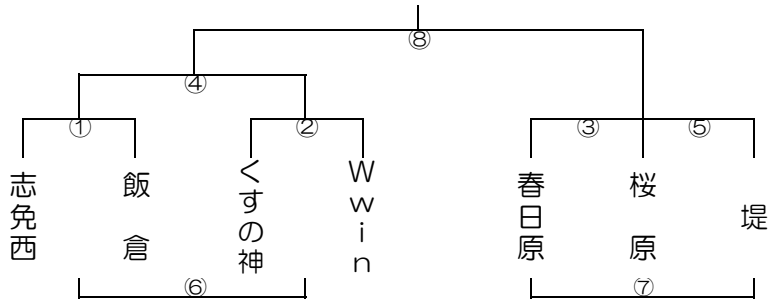 ⑧
④
① ② ③ ⑤
志免西
飯倉
くすの神
Wwin
春日原
桜原
堤
⑥ ⑦